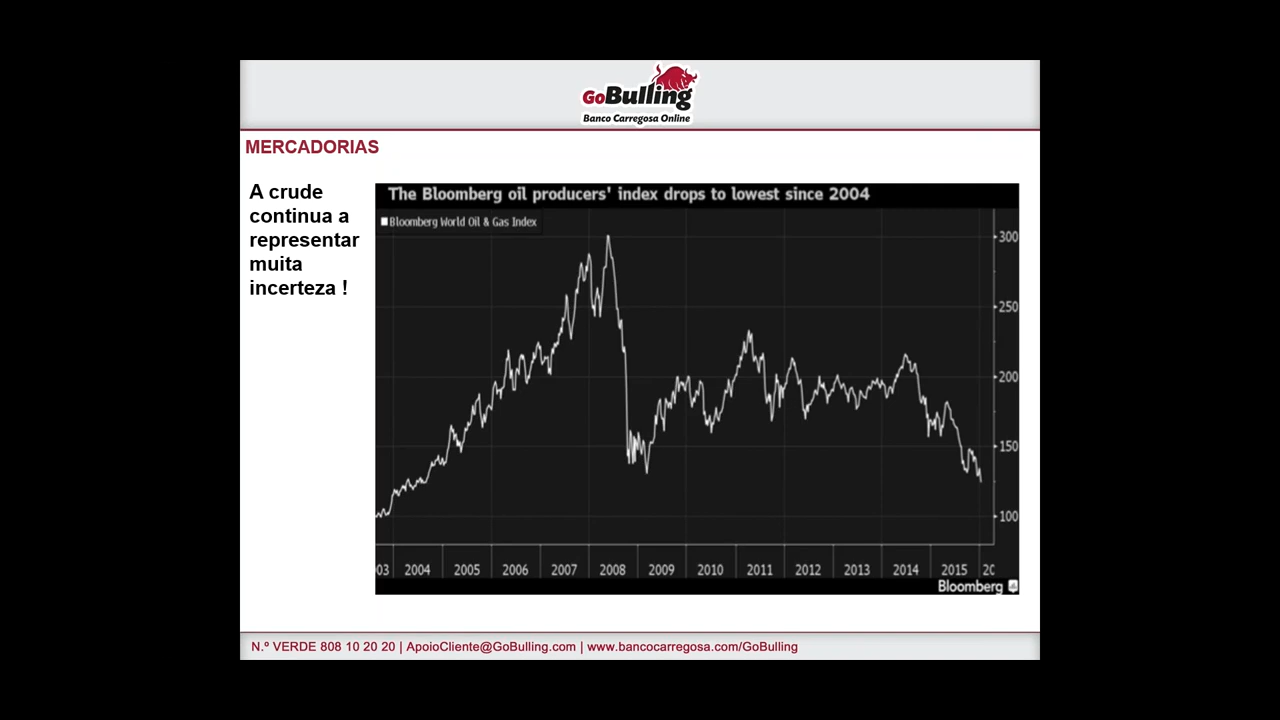 GoBulling
Banco Carregosa Online
MERCADORIAS
A crude
continua a
representar
muita
incerteza !
The Bloomberg oil producers' index drops to lowest since 2004
Bloomberg World Oil & Gas Index
300
250
200
150
100
03 2004 2005 2006 2007 2008 2009 2010 2011 2012 2013 2014 2015 20
Bloomberg
N.º VERDE 808 10 20 20 | ApoioCliente@GoBulling.com | www.bancocarregosa.com/GoBulling